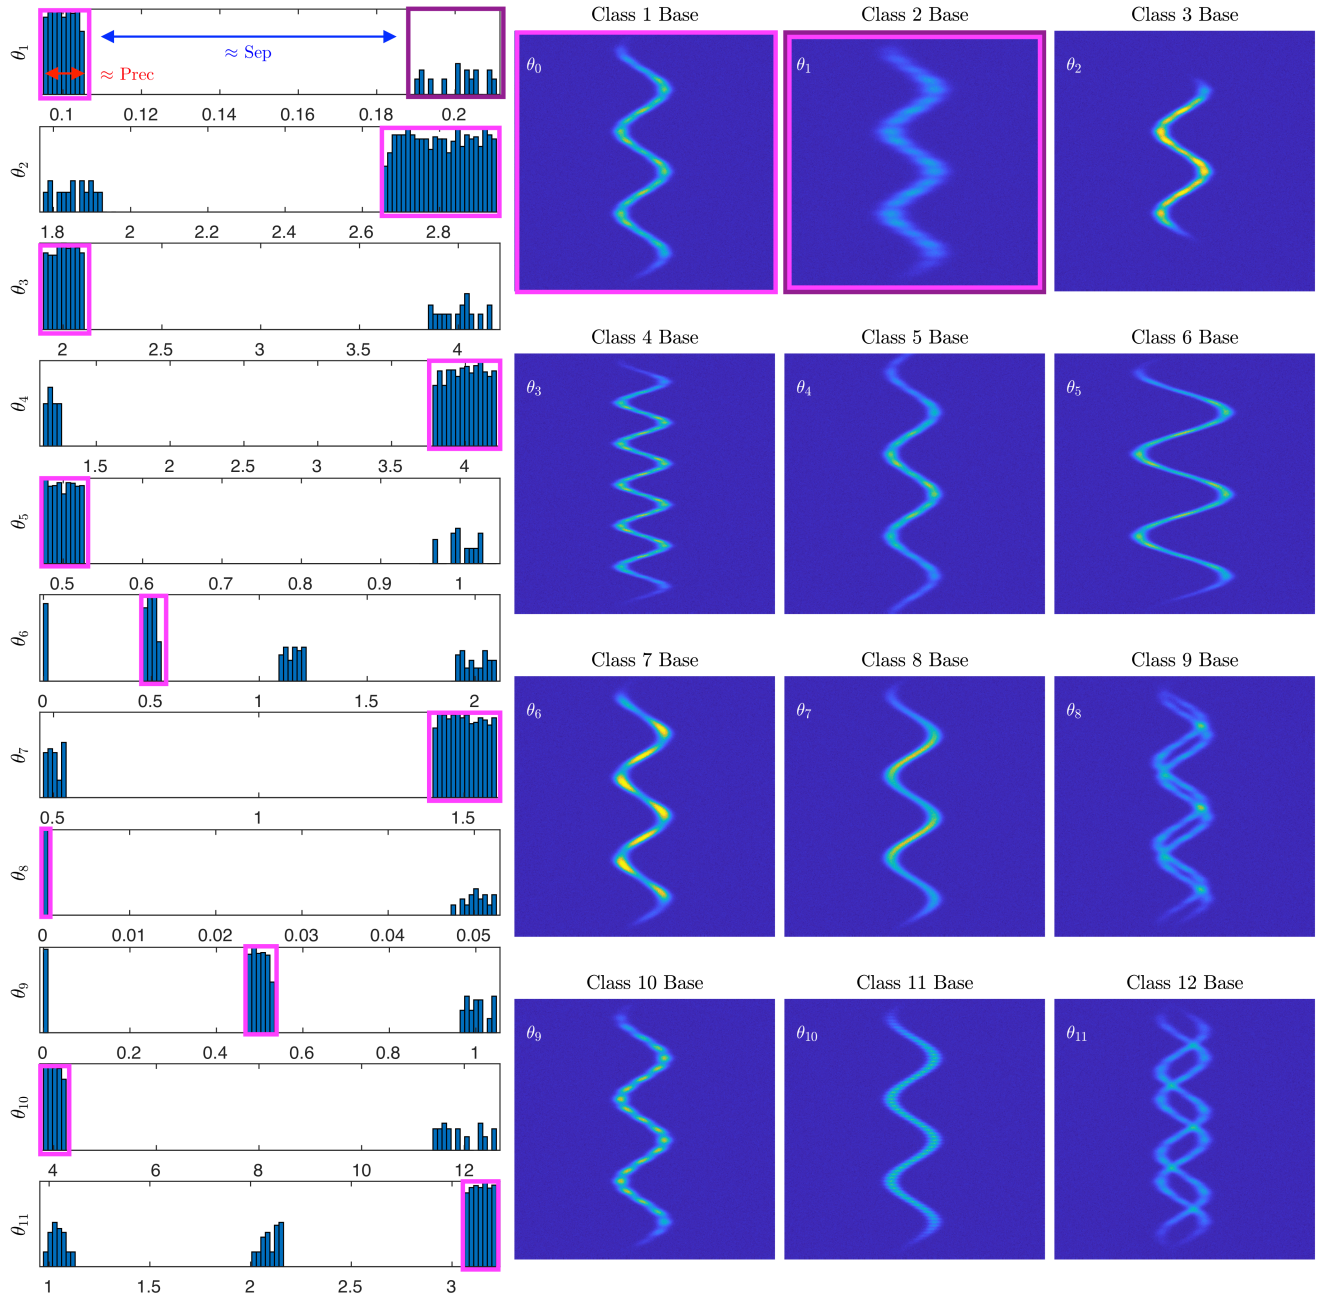 θ₁
≈ Sep
≈ Prec
0.1 0.12 0.14 0.16 0.18 0.2
θ₂
1.8 2 2.2 2.4 2.6 2.8
θ₃
2 2.5 3 3.5 4
θ₄
1.5 2 2.5 3 3.5 4
θ₅
0.5 0.6 0.7 0.8 0.9 1
θ₆
0 0.5 1 1.5 2
θ₇
0.5 1 1.5
θ₈
0 0.01 0.02 0.03 0.04 0.05
θ₉
0 0.2 0.4 0.6 0.8 1
θ₁₀
4 6 8 10 12
θ₁₁
1 1.5 2 2.5 3
Class 1 Base Class 2 Base Class 3 Base
θ₀ θ₁ θ₂
Class 4 Base Class 5 Base Class 6 Base
θ₃ θ₄ θ₅
Class 7 Base Class 8 Base Class 9 Base
θ₆ θ₇ θ₈
Class 10 Base Class 11 Base Class 12 Base
θ₉ θ₁₀ θ₁₁